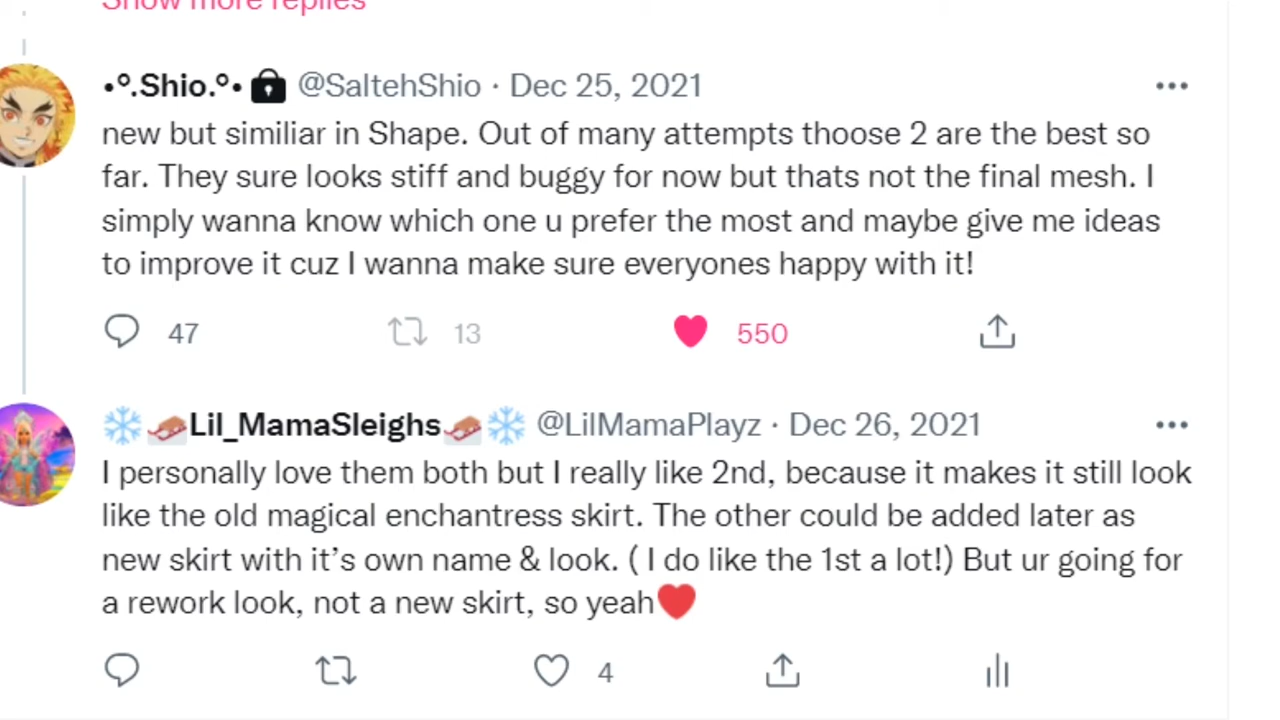 Show more replies
•°.Shio.°•🔒 @SaltehShio · Dec 25, 2021
new but similiar in Shape. Out of many attempts thoose 2 are the best so
far. They sure looks stiff and buggy for now but thats not the final mesh. I
simply wanna know which one u prefer the most and maybe give me ideas
to improve it cuz I wanna make sure everyones happy with it!
47 13 550
❄️🛷Lil_MamaSleighs🛷❄️ @LilMamaPlayz · Dec 26, 2021
I personally love them both but I really like 2nd, because it makes it still look
like the old magical enchantress skirt. The other could be added later as
new skirt with it’s own name & look. ( I do like the 1st a lot!) But ur going for
a rework look, not a new skirt, so yeah❤️
4